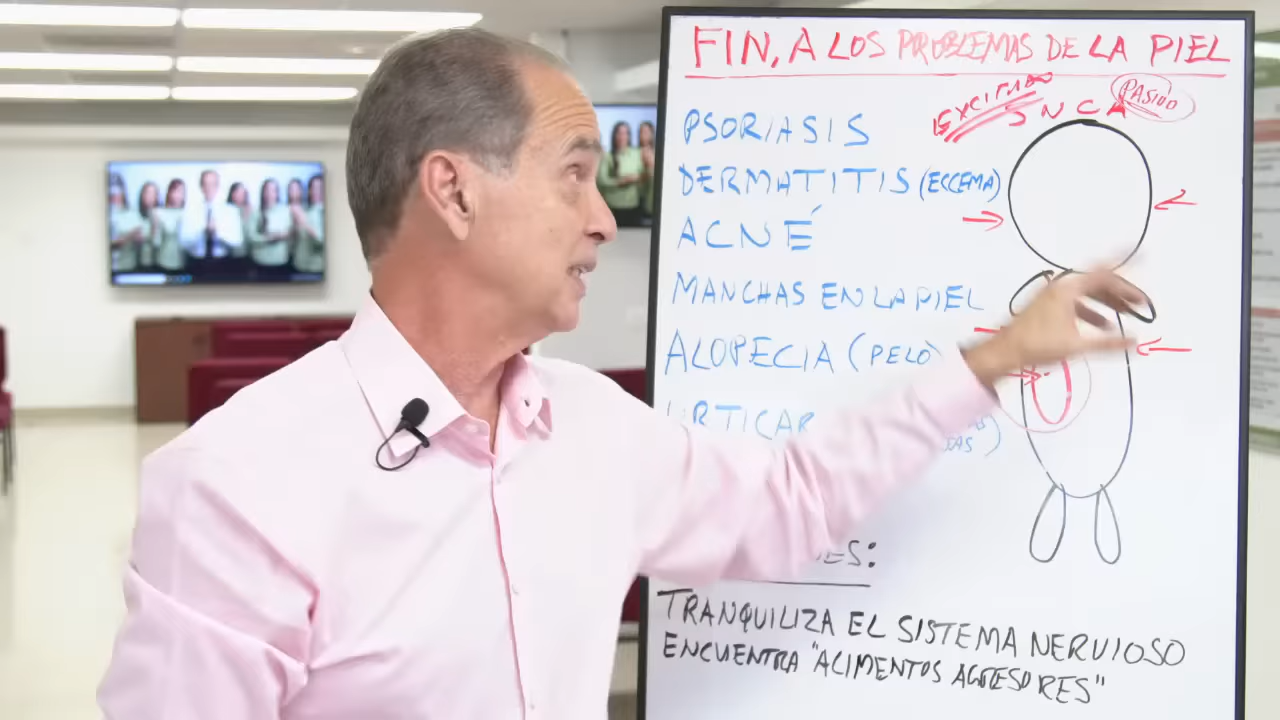 FIN, A LOS PROBLEMAS DE LA PIEL
EXCITADO
S N C A
PASIVO
PSORIASIS
DERMATITIS (ECCEMA)
ACNÉ
MANCHAS EN LA PIEL
ALOPECIA (PELO)
TRANQUILIZA EL SISTEMA NERVIOSO
ENCUENTRA "ALIMENTOS AGRESORES"